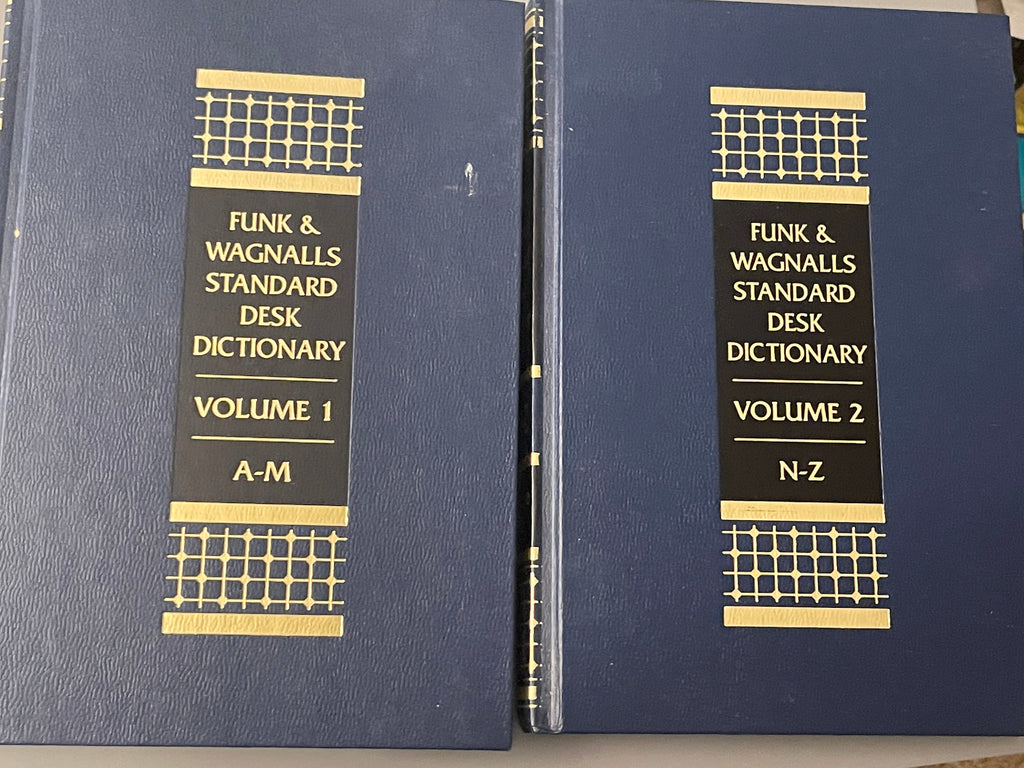 FUNK &
WAGNALLS
STANDARD
DESK
DICTIONARY
VOLUME 1
A-M
FUNK &
WAGNALLS
STANDARD
DESK
DICTIONARY
VOLUME 2
N-Z